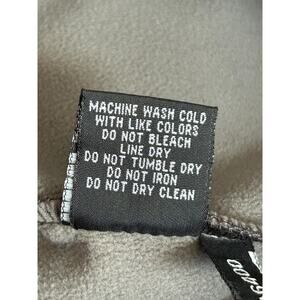 MACHINE WASH COLD
WITH LIKE COLORS
DO NOT BLEACH
LINE DRY
DO NOT TUMBLE DRY
DO NOT IRON
DO NOT DRY CLEAN